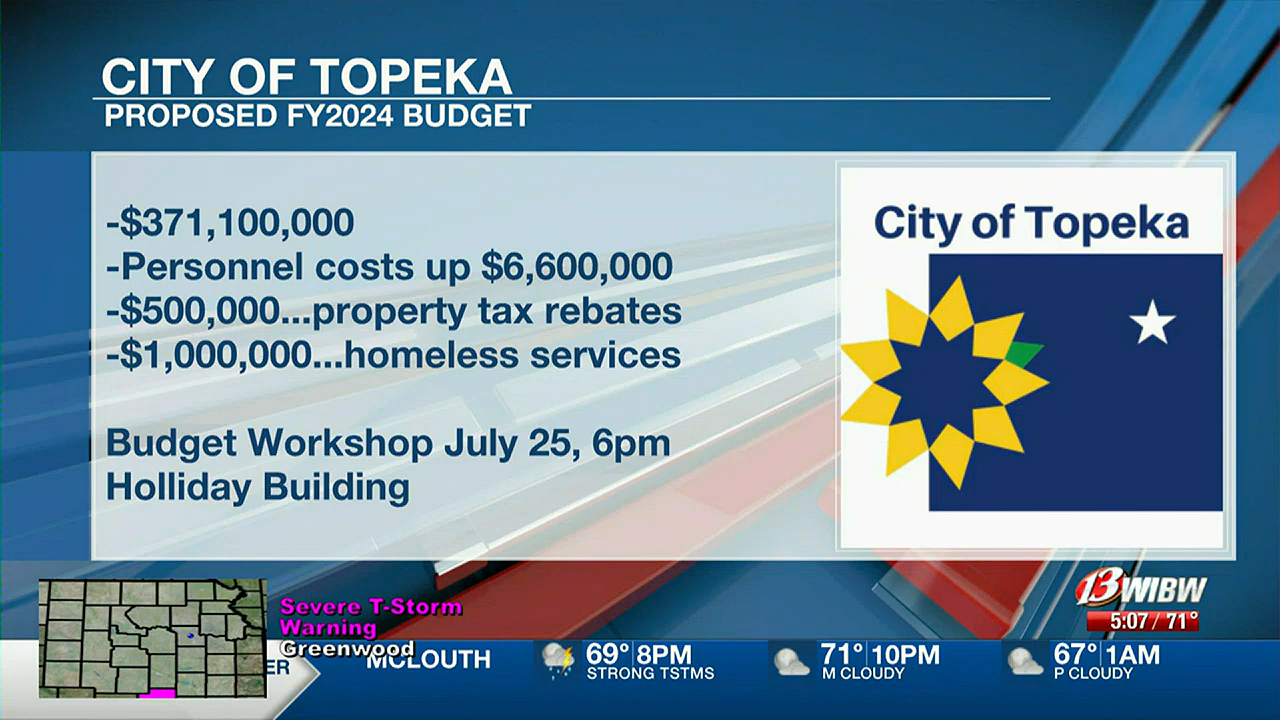 CITY OF TOPEKA
PROPOSED FY2024 BUDGET
-$371,100,000
-Personnel costs up $6,600,000
-$500,000...property tax rebates
-$1,000,000...homeless services
Budget Workshop July 25, 6pm
Holliday Building
City of Topeka
13 WIBW
5:07 / 71°
Severe T-Storm
Warning
Greenwood
ER
MCLOUTH
69° 8PM
STRONG TSTMS
71° 10PM
M CLOUDY
67° 1AM
P CLOUDY